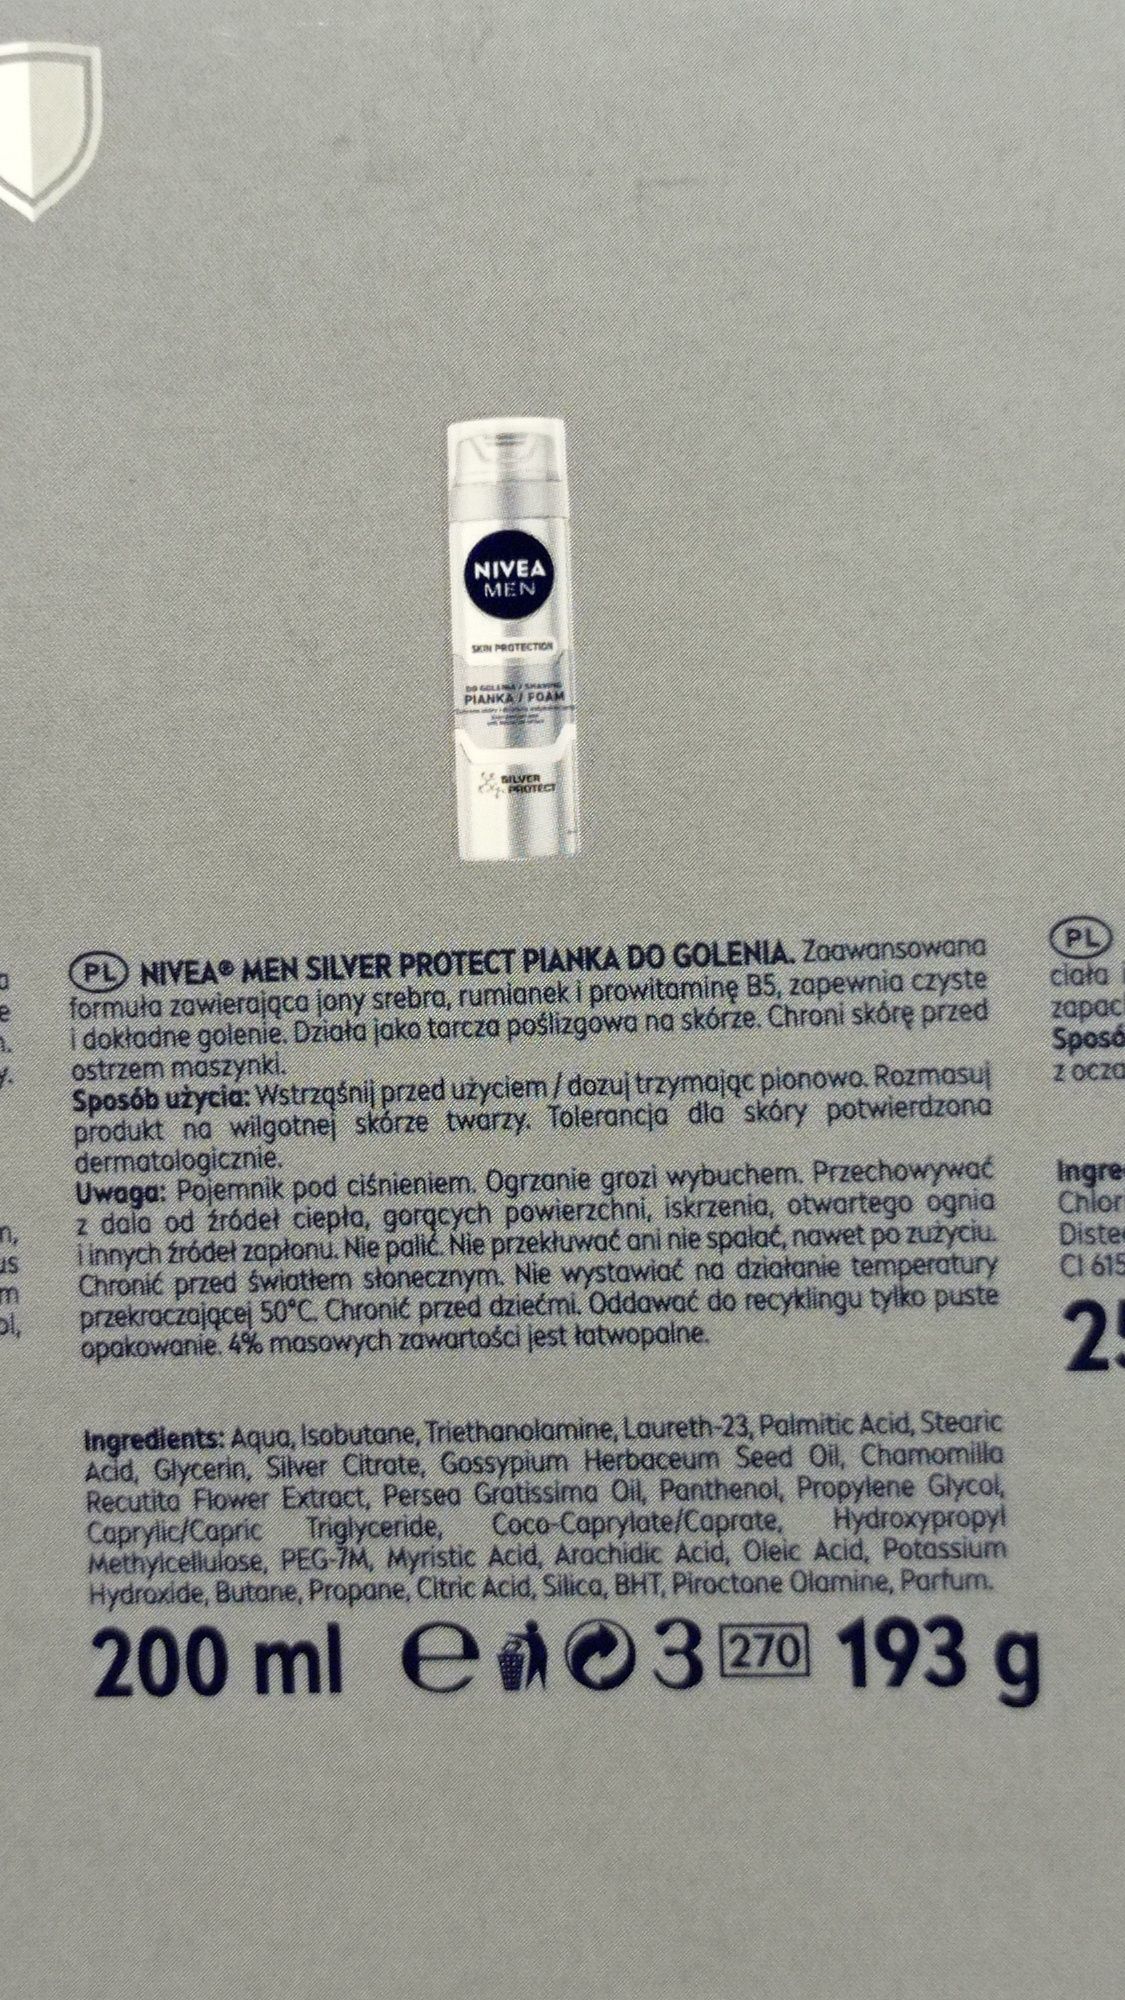 NIVEA
MEN
SKIN PROTECTION
DO GOLENIA / SHAVING
PIANKA / FOAM
SILVER
PROTECT
PL NIVEA® MEN SILVER PROTECT PIANKA DO GOLENIA. Zaawansowana
formuła zawierająca jony srebra, rumianek i prowitaminę B5, zapewnia czyste
i dokładne golenie. Działa jako tarcza poślizgowa na skórze. Chroni skórę przed
ostrzem maszynki.
Sposób użycia: Wstrząśnij przed użyciem / dozuj trzymając pionowo. Rozmasuj
produkt na wilgotnej skórze twarzy. Tolerancja dla skóry potwierdzona
dermatologicznie.
Uwaga: Pojemnik pod ciśnieniem. Ogrzanie grozi wybuchem. Przechowywać
z dala od źródeł ciepła, gorących powierzchni, iskrzenia, otwartego ognia
i innych źródeł zapłonu. Nie palić. Nie przekłuwać ani nie spalać, nawet po zużyciu.
Chronić przed światłem słonecznym. Nie wystawiać na działanie temperatury
przekraczającej 50°C. Chronić przed dziećmi. Oddawać do recyklingu tylko puste
opakowanie. 4% masowych zawartości jest łatwopalne.
Ingredients: Aqua, Isobutane, Triethanolamine, Laureth-23, Palmitic Acid, Stearic
Acid, Glycerin, Silver Citrate, Gossypium Herbaceum Seed Oil, Chamomilla
Recutita Flower Extract, Persea Gratissima Oil, Panthenol, Propylene Glycol,
Caprylic/Capric Triglyceride, Coco-Caprylate/Caprate, Hydroxypropyl
Methylcellulose, PEG-7M, Myristic Acid, Arachidic Acid, Oleic Acid, Potassium
Hydroxide, Butane, Propane, Citric Acid, Silica, BHT, Piroctone Olamine, Parfum.
200 ml e 3 270 193 g
PL
ciała
zapac
Sposó
z ocza
Ingre
Chlor
Diste
CI 615
25